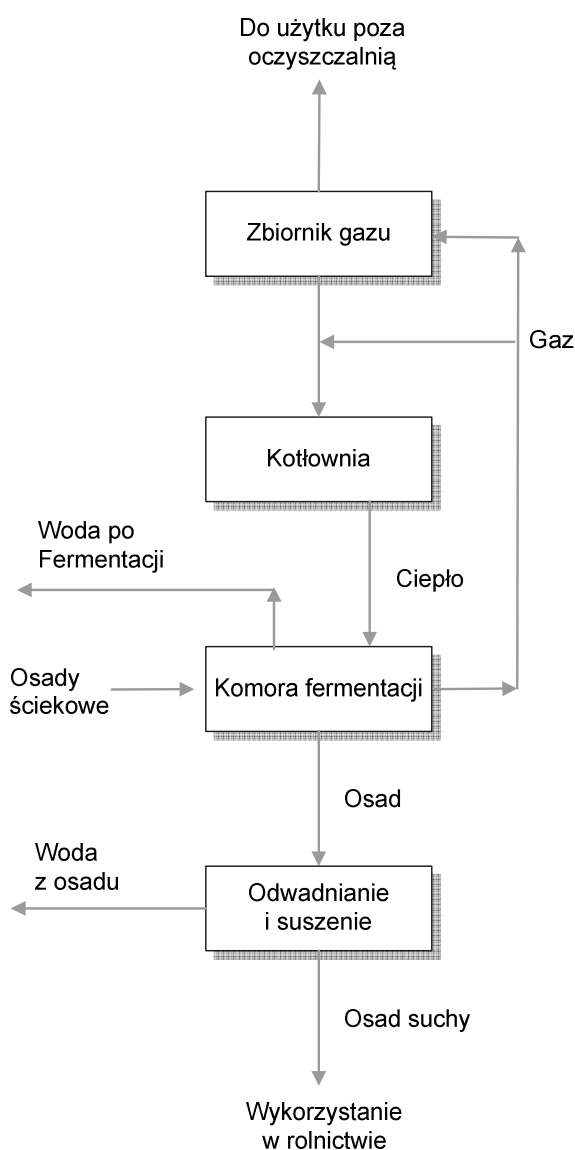 Do użytku poza
oczyszczalnią
Zbiornik gazu
Gaz
Kotłownia
Woda po
Fermentacji
Ciepło
Osady
ściekowe
Komora fermentacji
Osad
Woda
z osadu
Odwadnianie
i suszenie
Osad suchy
Wykorzystanie
w rolnictwie